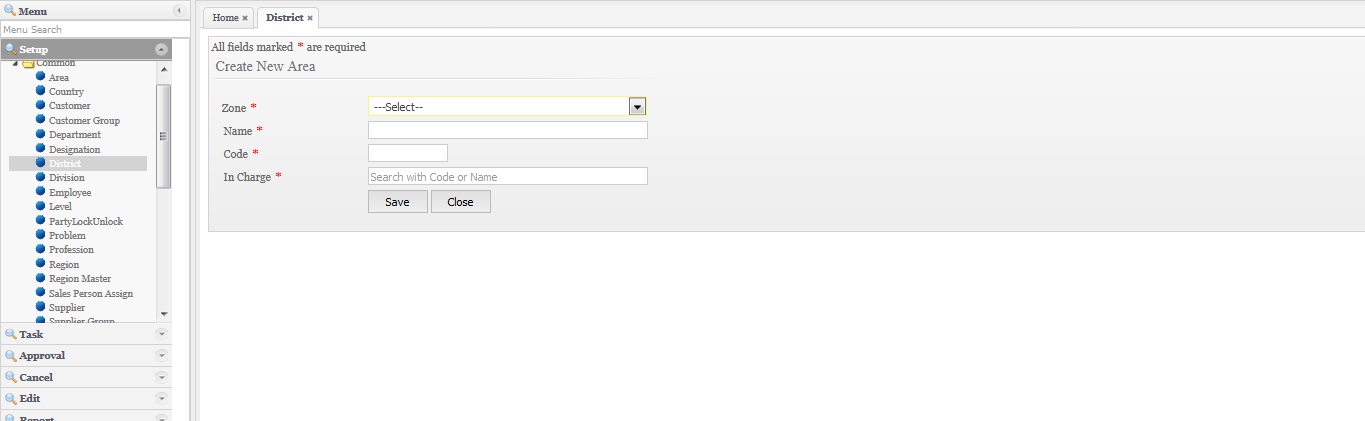 Menu
Menu Search
Setup
Common
Area
Country
Customer
Customer Group
Department
Designation
District
Division
Employee
Level
PartyLockUnlock
Problem
Profession
Region
Region Master
Sales Person Assign
Supplier
Supplier Group
Task
Approval
Cancel
Edit
Report
Home × District ×
All fields marked * are required
Create New Area
Zone * ---Select--
Name *
Code *
In Charge * Search with Code or Name
Save Close